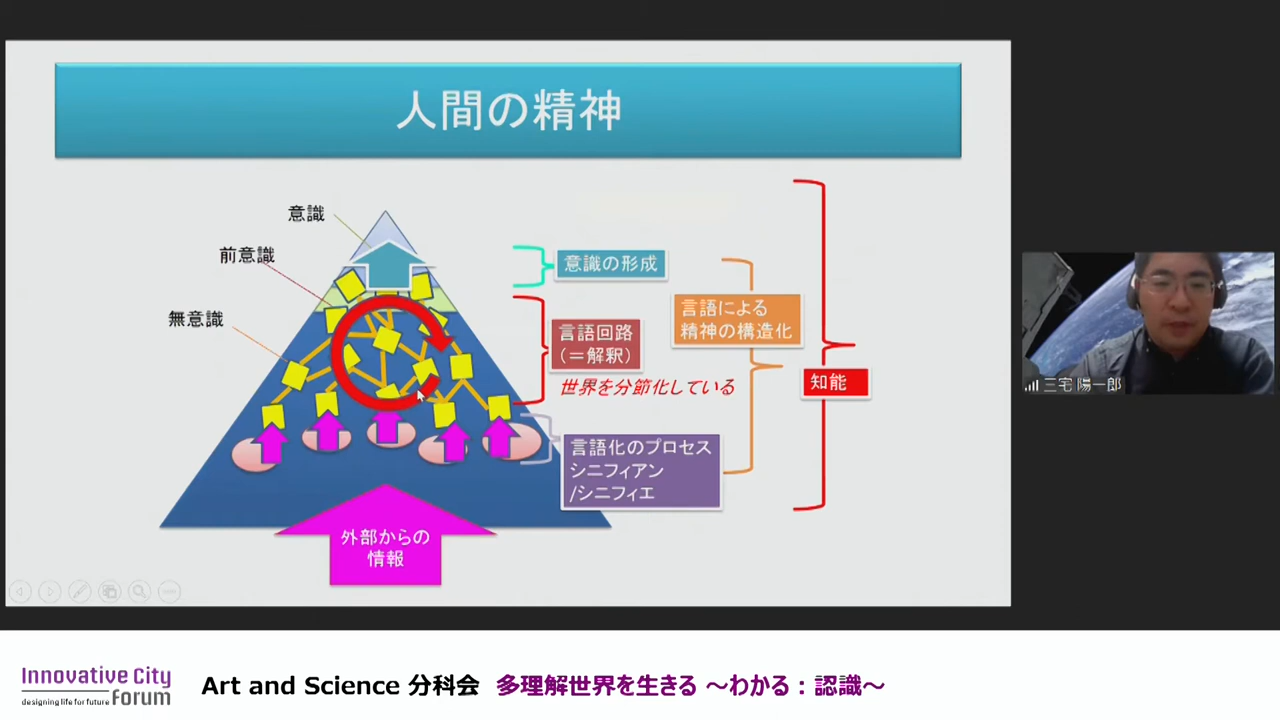 人間の精神
意識
前意識
無意識
意識の形成
言語による
精神の構造化
言語回路
(=解釈)
世界を分節化している
知能
言語化のプロセス
シニフィアン
/シニフィエ
外部からの
情報
三宅 陽一郎
Innovative City
Forum
designing life for future
Art and Science 分科会 多理解世界を生きる ～わかる：認識～